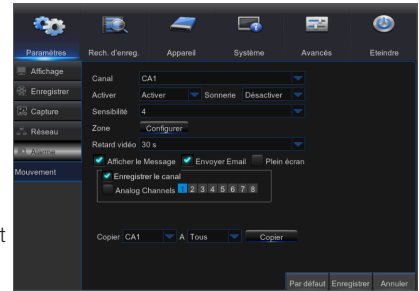 Paramètres Rech. d'enreg. Appareil Système Avancés Eteindre
Affichage
Enregistrer
Capture
Réseau
Alarme
Mouvement
Canal CA1
Activer Activer Sonnerie Désactiver
Sensibilité 4
Zone Configurer
Retard vidéo 30 s
Afficher le Message Envoyer Email Plein écran
Enregistrer le canal
Analog Channels 1 2 3 4 5 6 7 8
Copier CA1 A Tous Copier
Par défaut Enregistrer Annuler
t